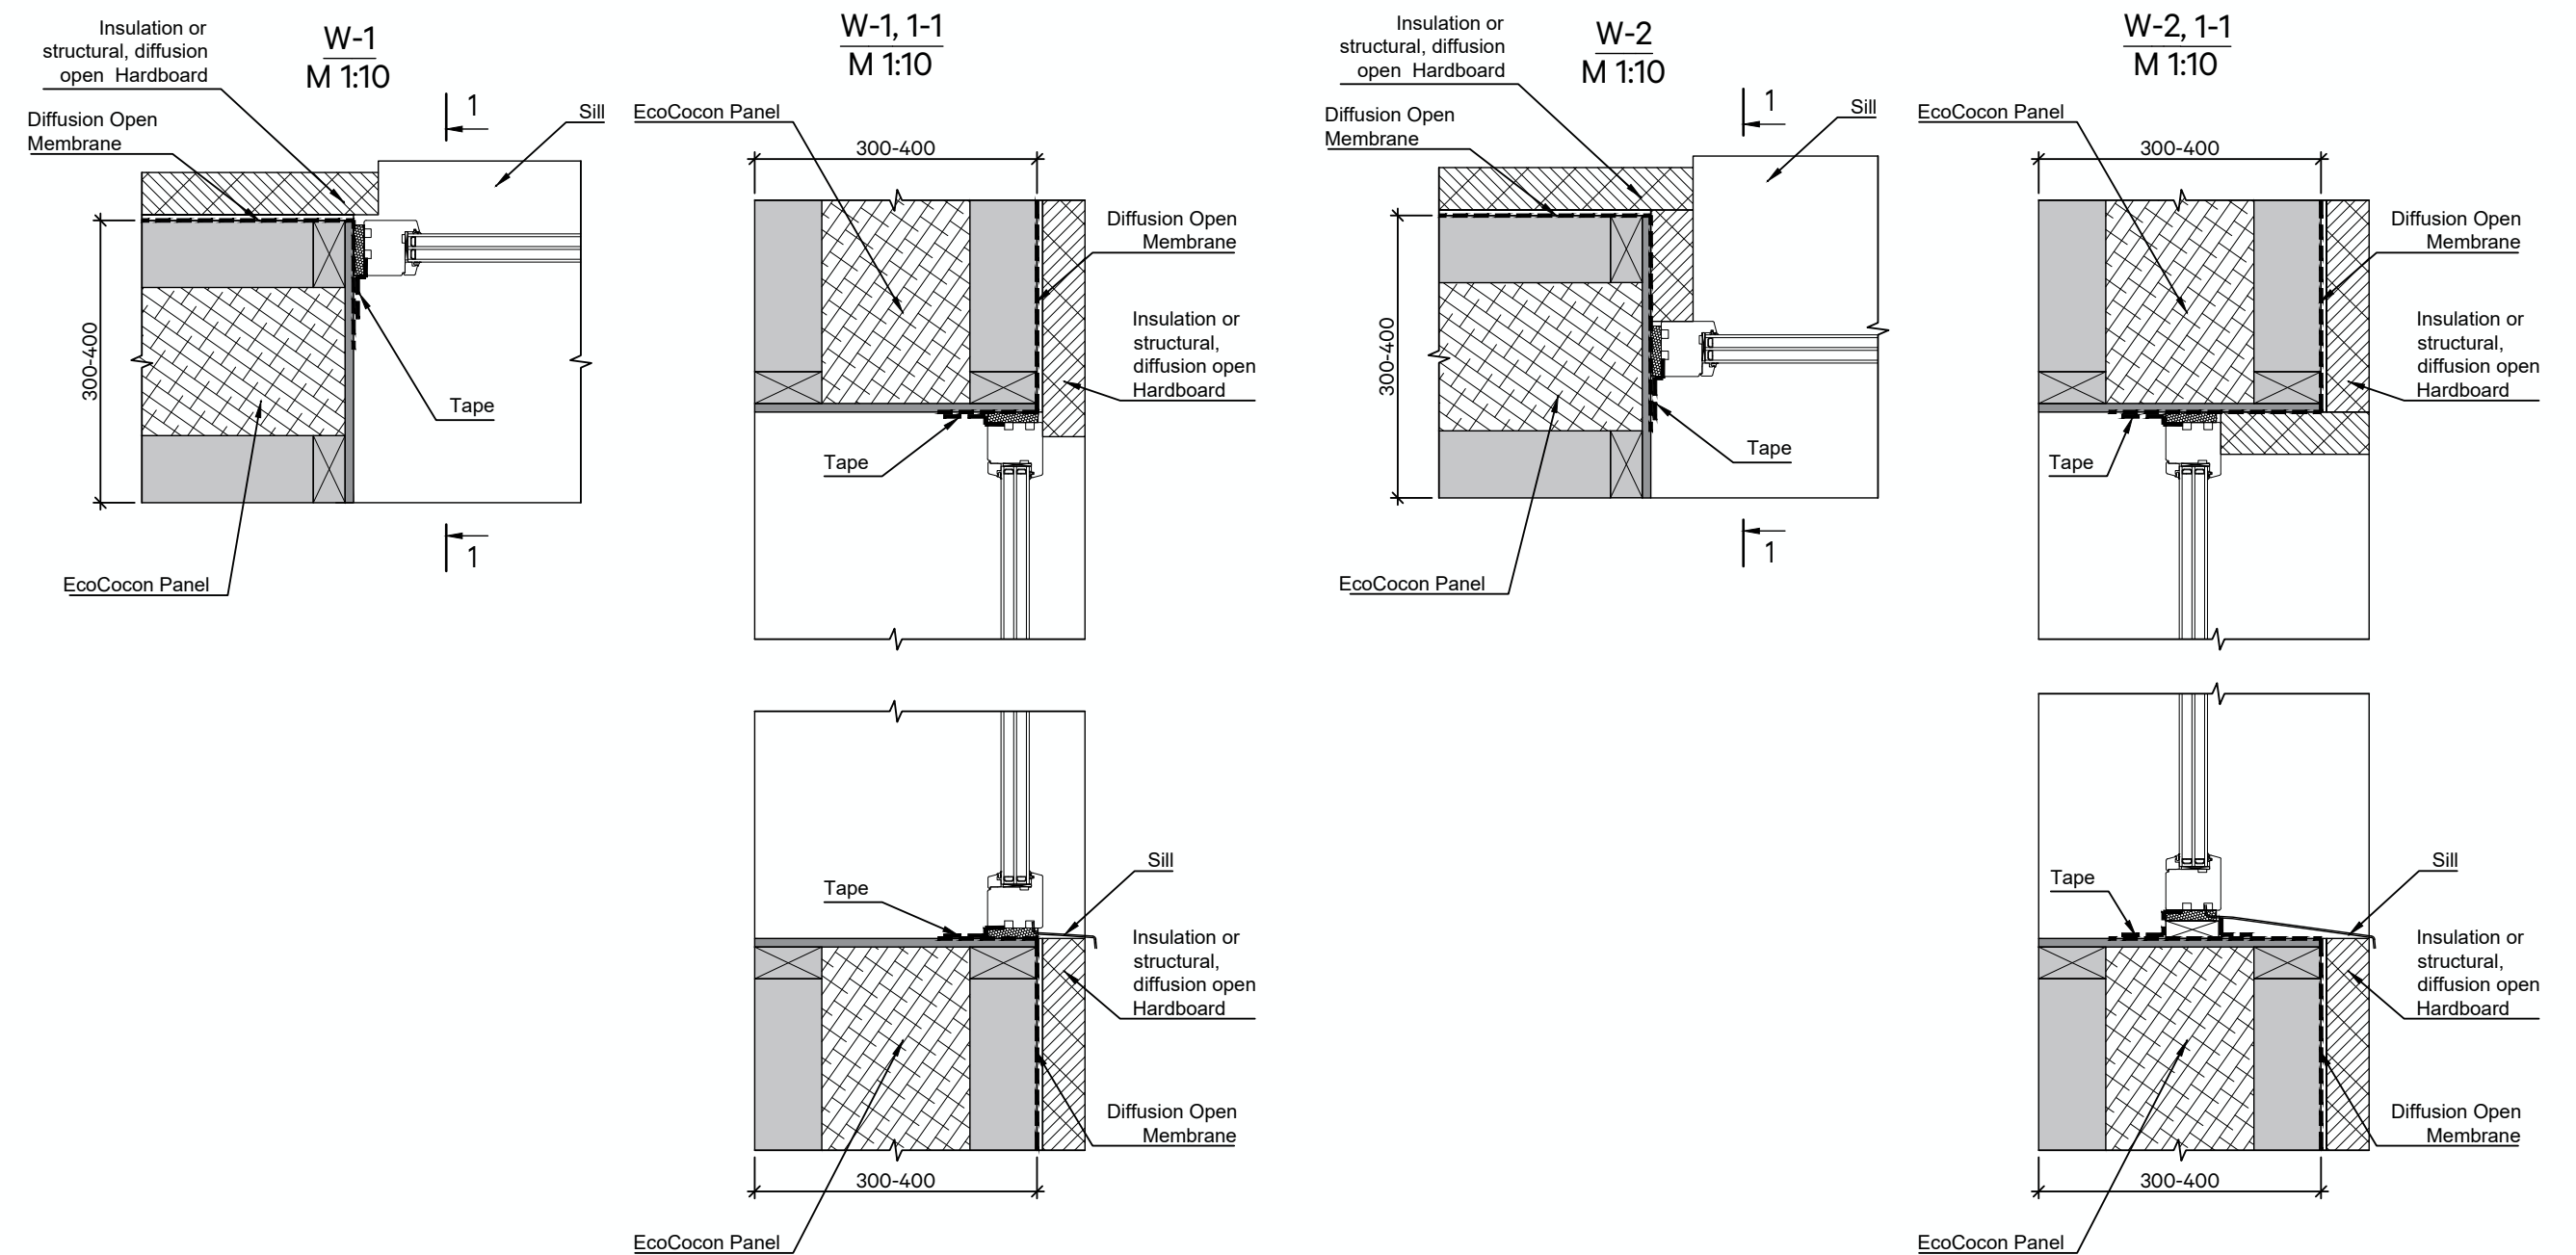 Insulation or
structural, diffusion
open Hardboard
W-1
M 1:10
Diffusion Open
Membrane
1
Sill
300-400
Tape
1
EcoCocon Panel
W-1, 1-1
M 1:10
EcoCocon Panel
300-400
Diffusion Open
Membrane
Insulation or
structural,
diffusion open
Hardboard
Tape
Tape
Sill
Insulation or
structural,
diffusion open
Hardboard
Diffusion Open
Membrane
300-400
EcoCocon Panel
Insulation or
structural, diffusion
open Hardboard
W-2
M 1:10
Diffusion Open
Membrane
1
Sill
300-400
Tape
1
EcoCocon Panel
W-2, 1-1
M 1:10
EcoCocon Panel
300-400
Diffusion Open
Membrane
Insulation or
structural,
diffusion open
Hardboard
Tape
Tape
Sill
Insulation or
structural,
diffusion open
Hardboard
Diffusion Open
Membrane
300-400
EcoCocon Panel